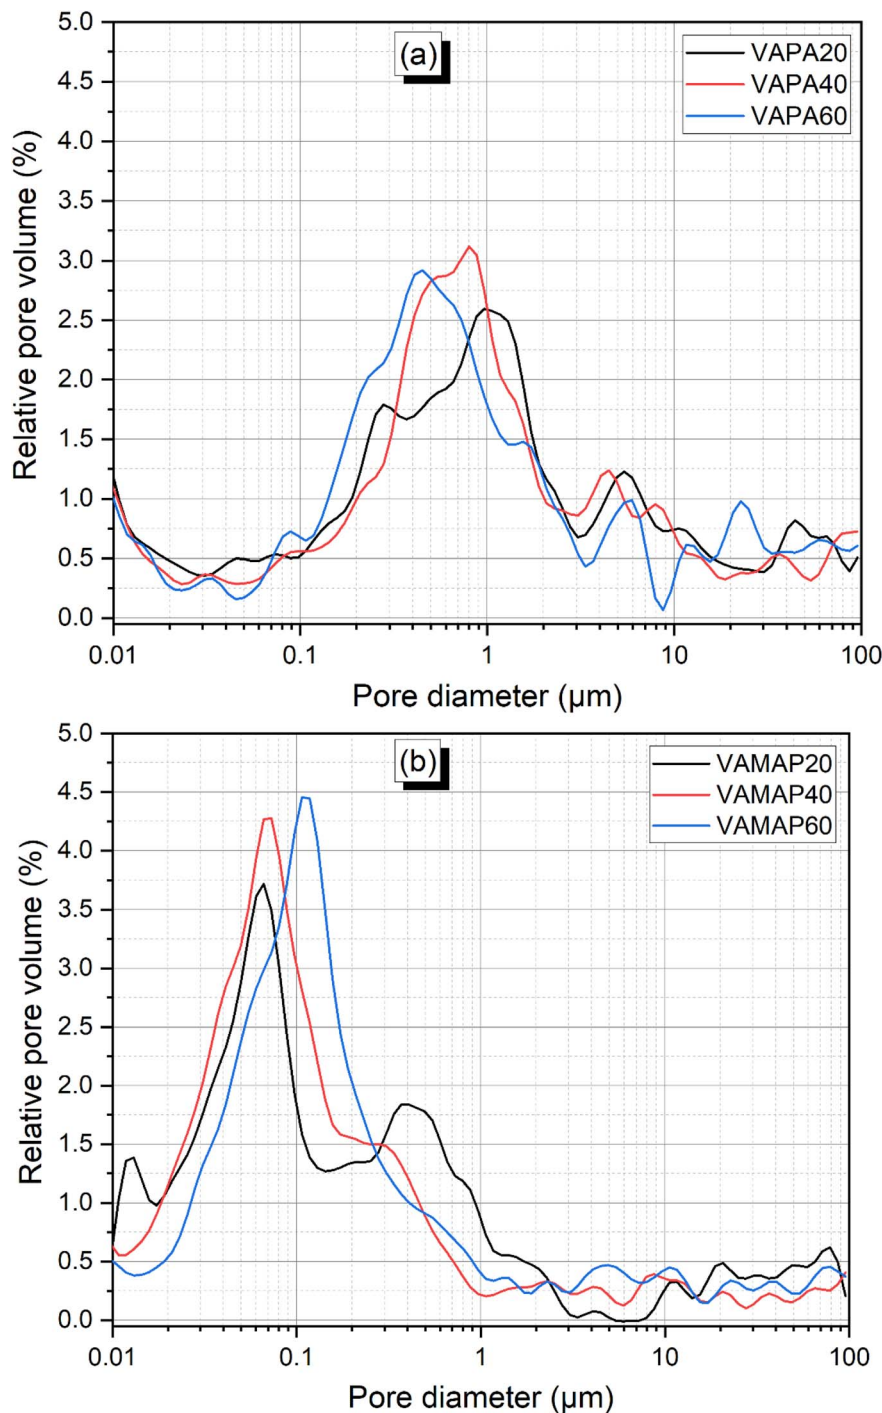 (a)
VAPA20
VAPA40
VAPA60
Relative pore volume (%)
5.0
4.5
4.0
3.5
3.0
2.5
2.0
1.5
1.0
0.5
0.0
0.01 0.1 1 10 100
Pore diameter (μm)
(b)
VAMAP20
VAMAP40
VAMAP60
Relative pore volume (%)
5.0
4.5
4.0
3.5
3.0
2.5
2.0
1.5
1.0
0.5
0.0
0.01 0.1 1 10 100
Pore diameter (μm)